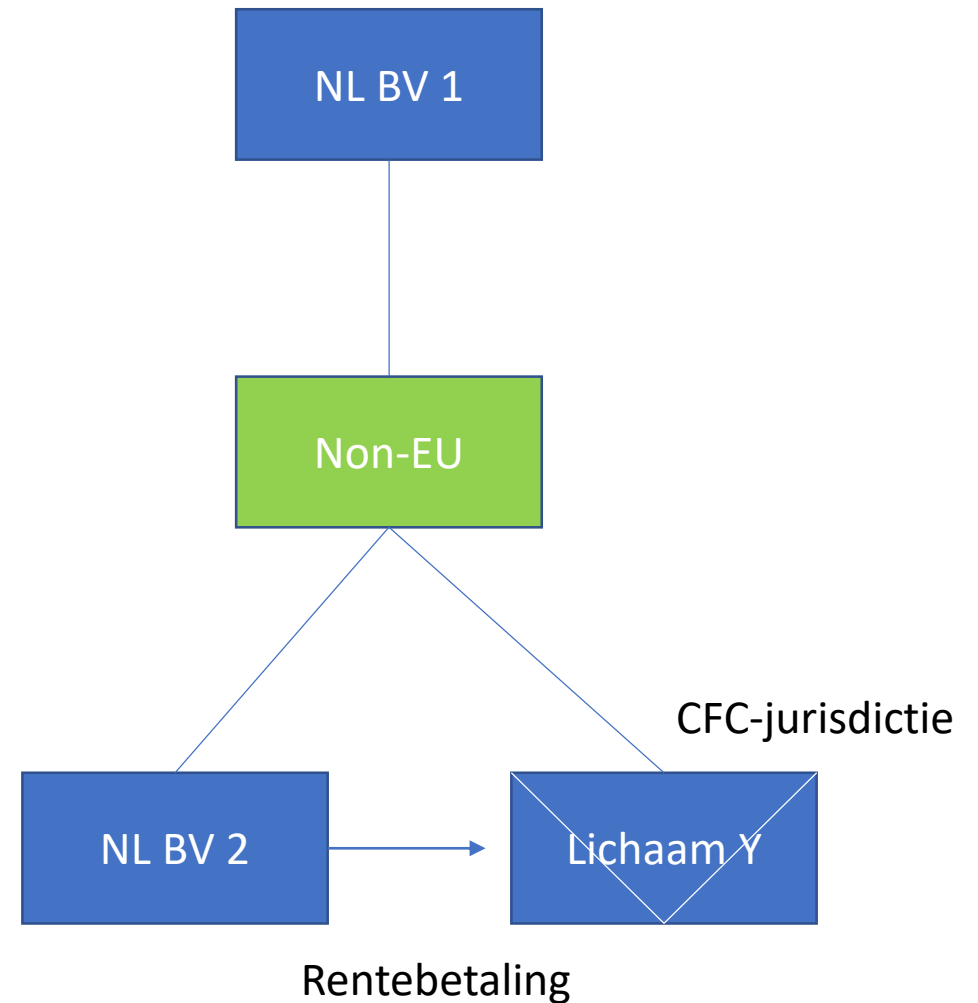 NL BV 1
Non-EU
CFC-jurisdictie
NL BV 2
Lichaam Y
Rentebetaling